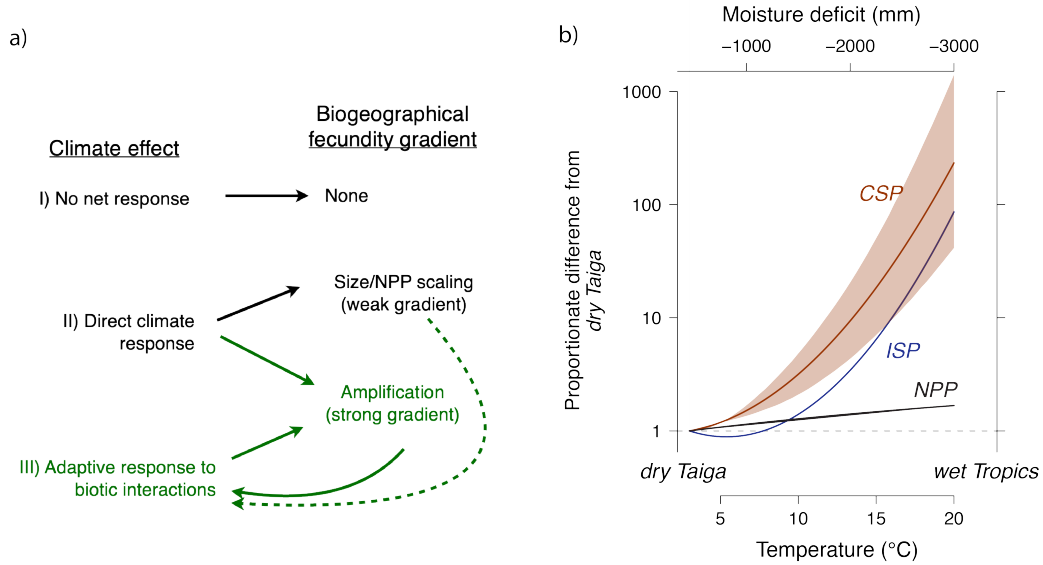 a)
Climate effect
Biogeographical
fecundity gradient
I) No net response
None
II) Direct climate
response
Size/NPP scaling
(weak gradient)
Amplification
(strong gradient)
III) Adaptive response to
biotic interactions
b)
Moisture deficit (mm)
−1000
−2000
−3000
Proportionate difference from
dry Taiga
1000
100
10
1
CSP
ISP
NPP
dry Taiga
wet Tropics
5
10
15
20
Temperature (°C)